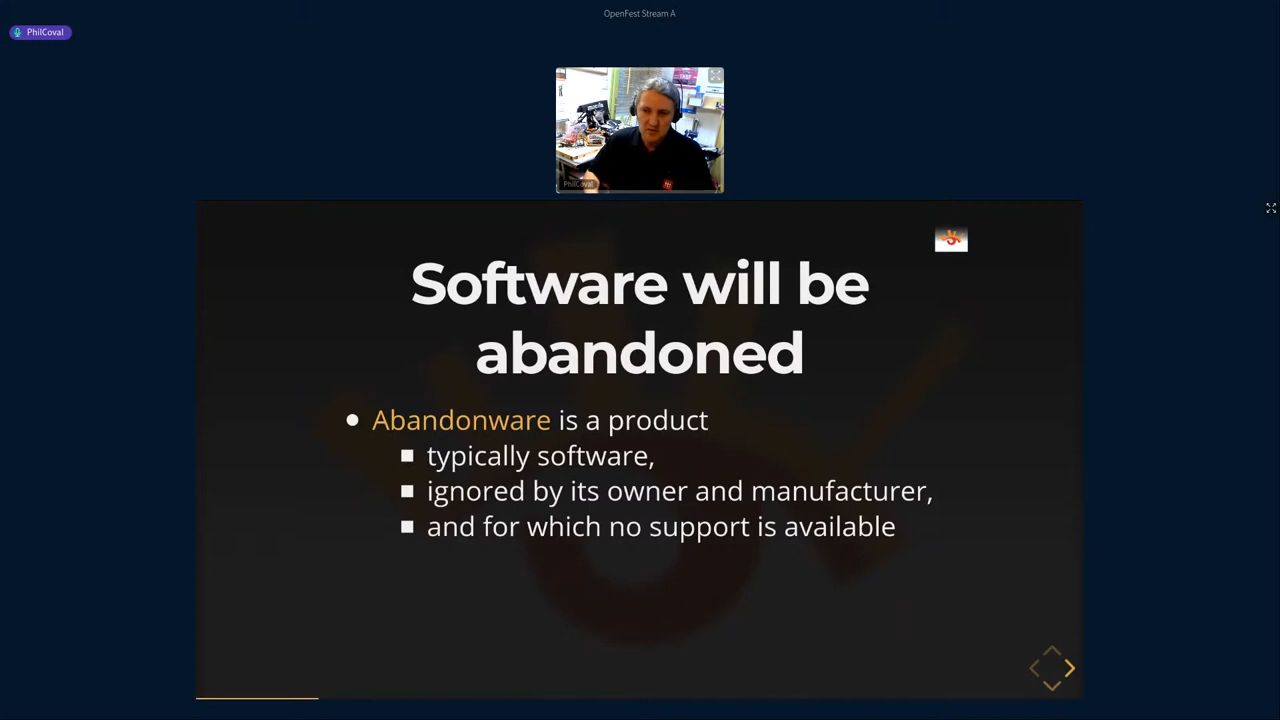 OpenFest Stream A
PhilCoval
PhilCoval
Software will be
abandoned
Abandonware is a product
typically software,
ignored by its owner and manufacturer,
and for which no support is available